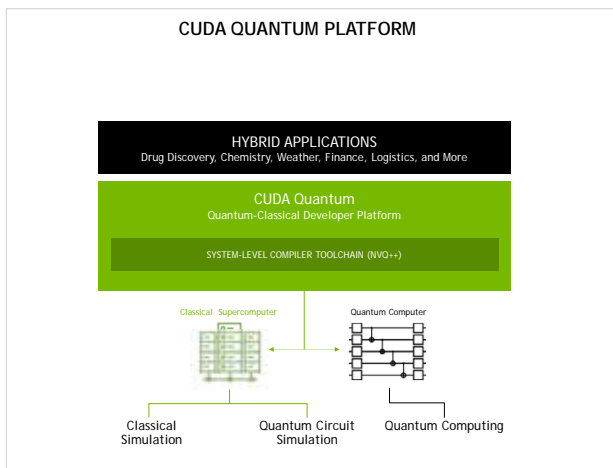 CUDA QUANTUM PLATFORM
HYBRID APPLICATIONS
Drug Discovery, Chemistry, Weather, Finance, Logistics, and More
CUDA Quantum
Quantum-Classical Developer Platform
SYSTEM-LEVEL COMPILER TOOLCHAIN (NVQ++)
Classical Supercomputer
Quantum Computer
Classical
Simulation
Quantum Circuit
Simulation
Quantum Computing